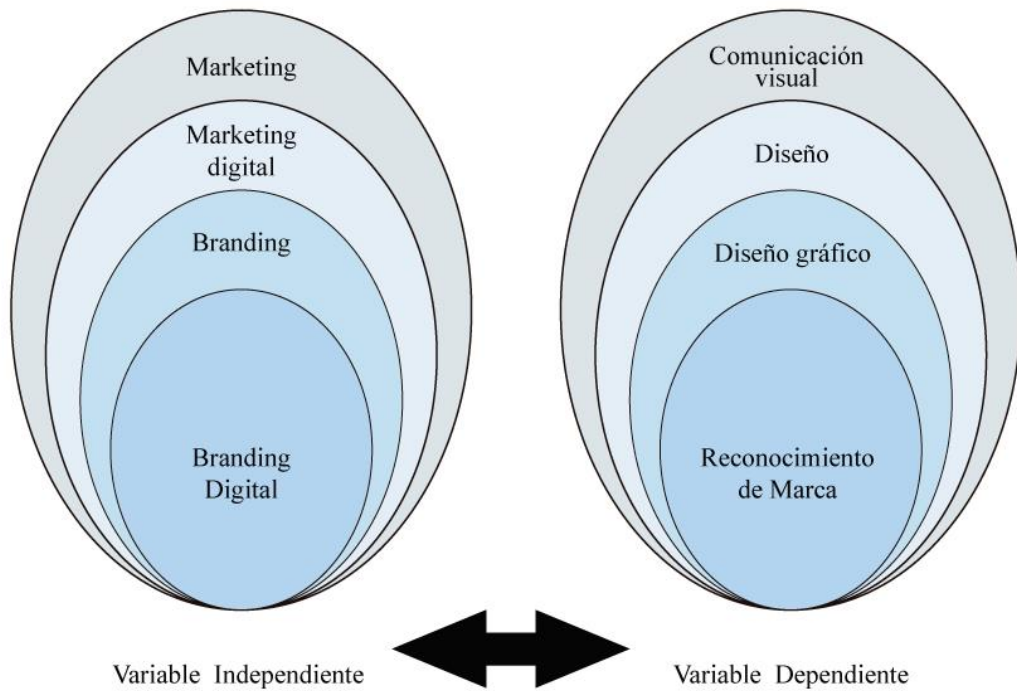 Marketing
Marketing
digital
Branding
Branding
Digital
Variable Independiente
Comunicación
visual
Diseño
Diseño gráfico
Reconocimiento
de Marca
Variable Dependiente